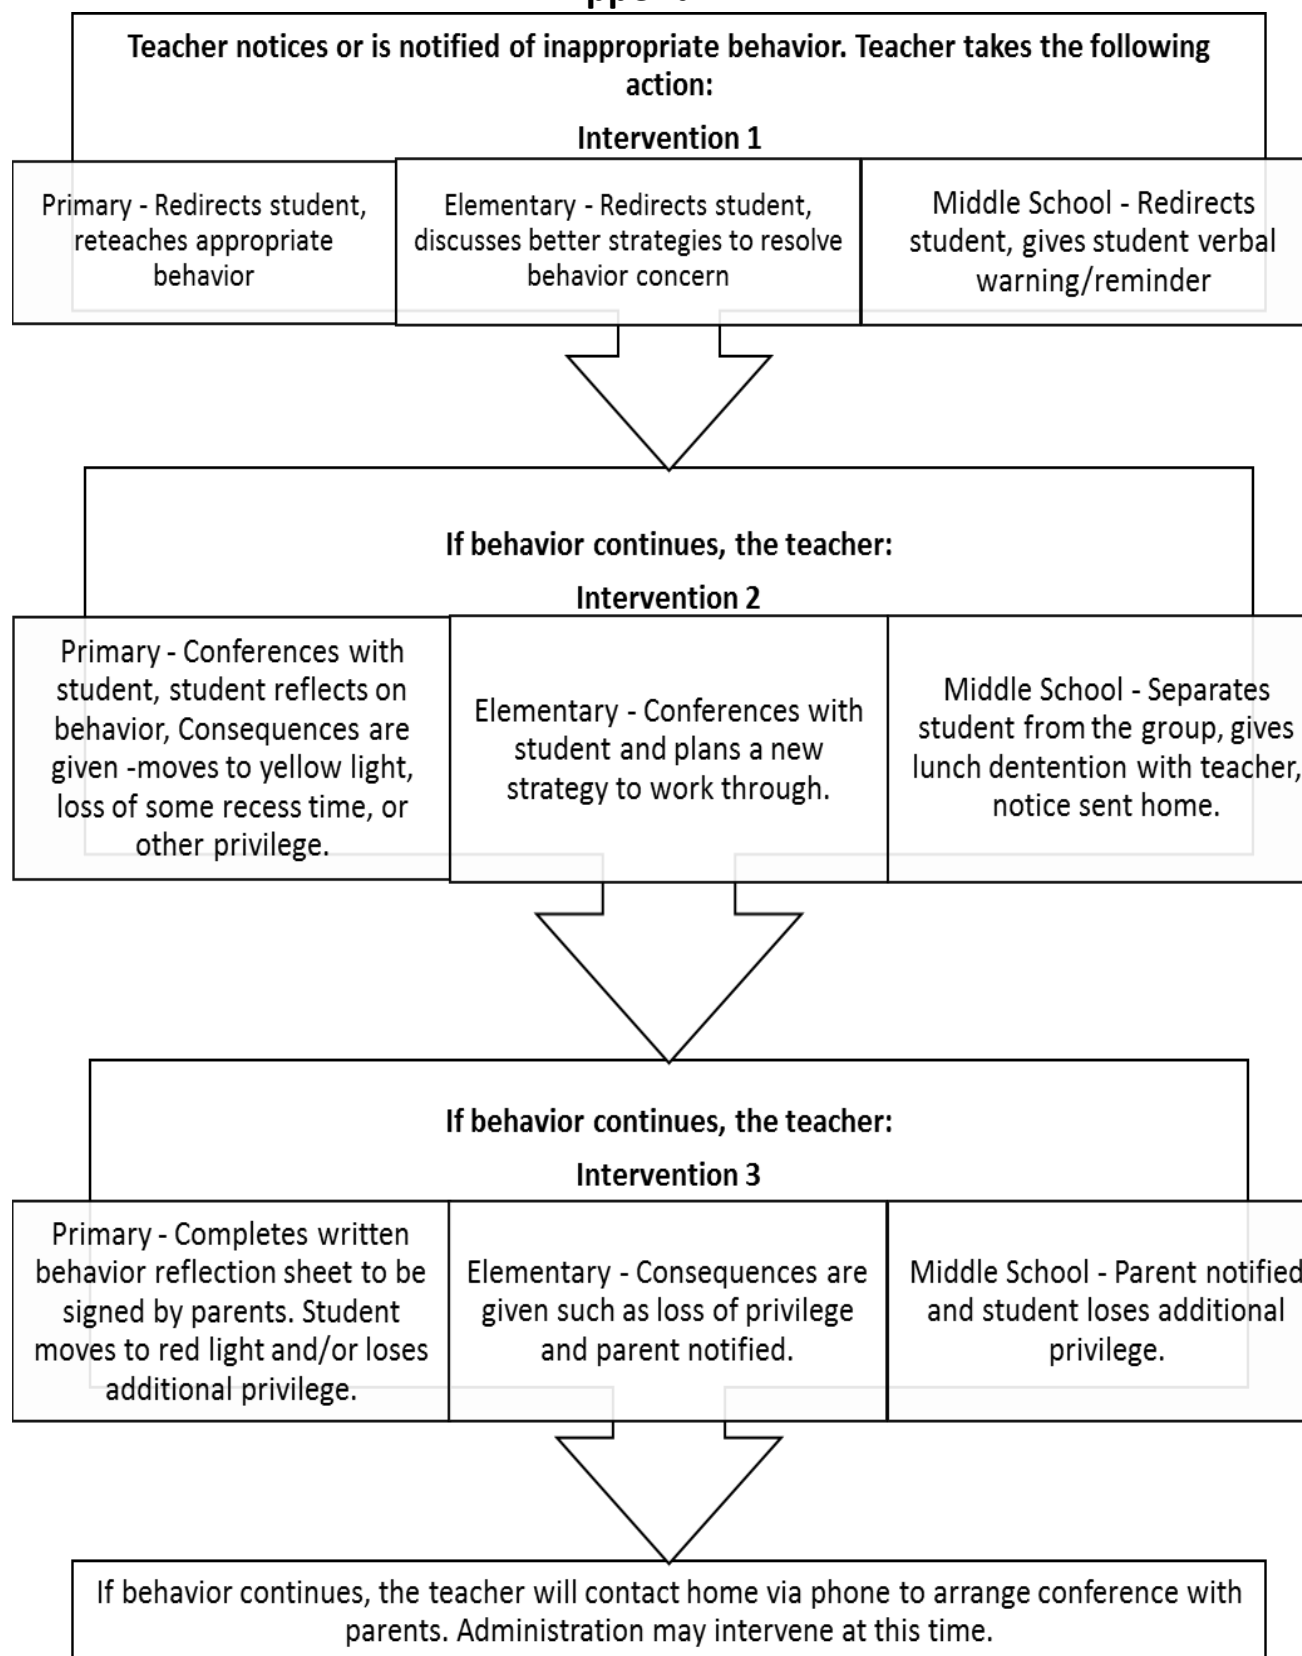 Teacher notices or is notified of inappropriate behavior. Teacher takes the following
action:
Intervention 1
Primary - Redirects student,
reteaches appropriate
behavior
Elementary - Redirects student,
discusses better strategies to resolve
behavior concern
Middle School - Redirects
student, gives student verbal
warning/reminder
If behavior continues, the teacher:
Intervention 2
Primary - Conferences with
student, student reflects on
behavior, Consequences are
given -moves to yellow light,
loss of some recess time, or
other privilege.
Elementary - Conferences with
student and plans a new
strategy to work through.
Middle School - Separates
student from the group, gives
lunch dentention with teacher,
notice sent home.
If behavior continues, the teacher:
Intervention 3
Primary - Completes written
behavior reflection sheet to be
signed by parents. Student
moves to red light and/or loses
additional privilege.
Elementary - Consequences are
given such as loss of privilege
and parent notified.
Middle School - Parent notified
and student loses additional
privilege.
If behavior continues, the teacher will contact home via phone to arrange conference with
parents. Administration may intervene at this time.